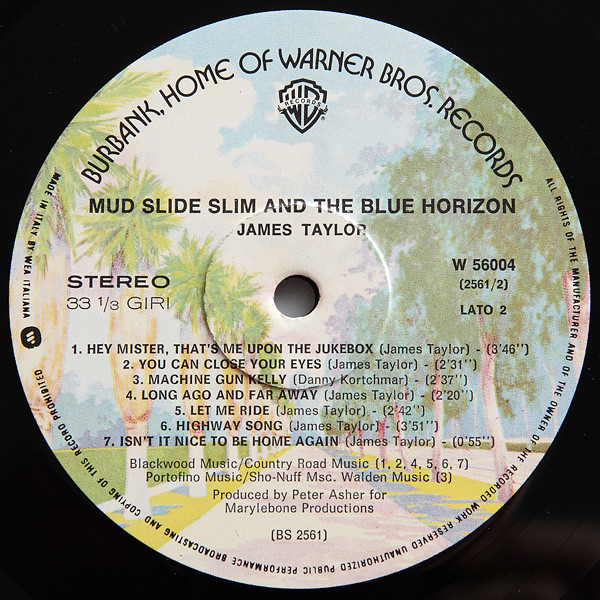 BURBANK, HOME OF WARNER BROS. RECORDS
WB
RECORDS
MUD SLIDE SLIM AND THE BLUE HORIZON
JAMES TAYLOR
STEREO
33 1/3 GIRI
W 56004
(2561/2)
LATO 2
1. HEY MISTER, THAT'S ME UPON THE JUKEBOX (James Taylor) - (3'46'')
2. YOU CAN CLOSE YOUR EYES (James Taylor) - (2'31'')
3. MACHINE GUN KELLY (Danny Kortchmar) - (2'37'')
4. LONG AGO AND FAR AWAY (James Taylor) - (2'20'')
5. LET ME RIDE (James Taylor) - (2'42'')
6. HIGHWAY SONG (James Taylor) - (3'51'')
7. ISN'T IT NICE TO BE HOME AGAIN (James Taylor) - (0'55'')
Blackwood Music/Country Road Music (1, 2, 4, 5, 6, 7)
Portofino Music/Sho-Nuff Msc. Walden Music (3)
Produced by Peter Asher for
Marylebone Productions
(BS 2561)
MADE IN ITALY BY WEA ITALIANA
ALL RIGHTS OF THE MANUFACTURER AND OF THE OWNER OF THE RECORDED WORK RESERVED UNAUTHORIZED PUBLIC PERFORMANCE BROADCASTING AND COPYING OF THIS RECORD PROHIBITED